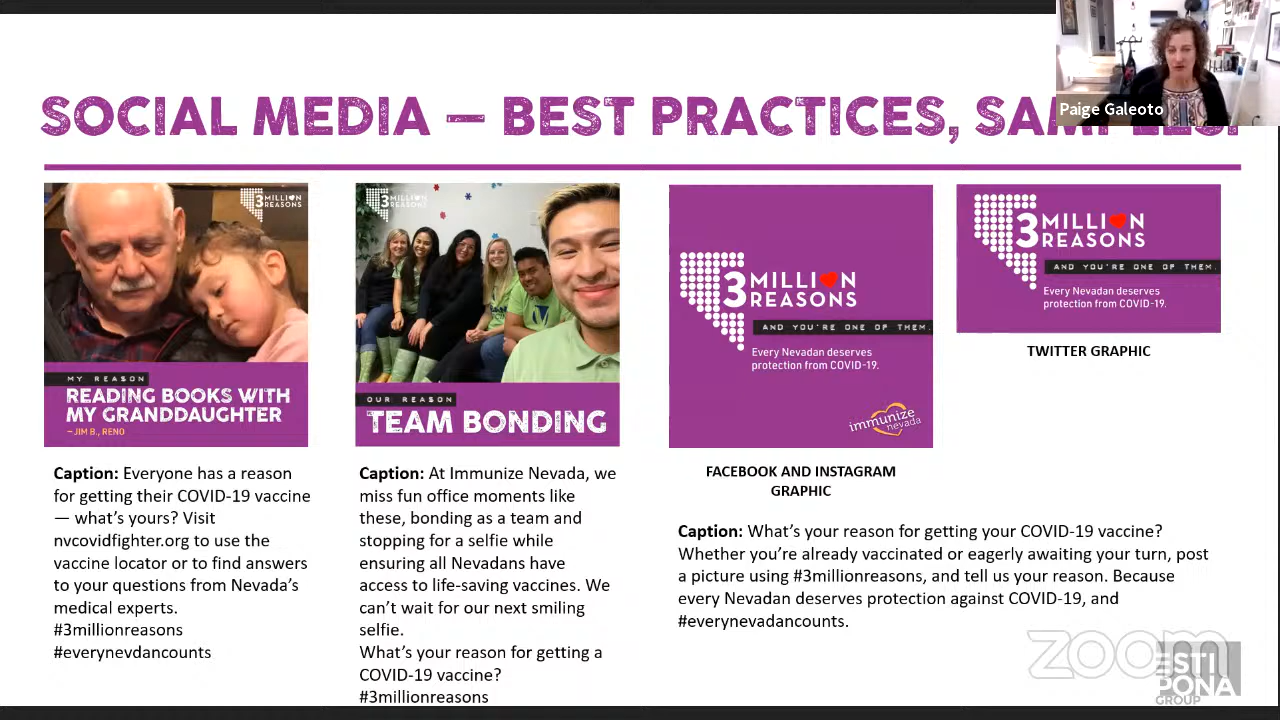 SOCIAL MEDIA — BEST PRACTICES, SAMPLES!
Paige Galeoto
3 MILLION
REASONS
MY REASON
READING BOOKS WITH
MY GRANDDAUGHTER
–JIM B., RENO
Caption: Everyone has a reason
for getting their COVID-19 vaccine
— what's yours? Visit
nvcovidfighter.org to use the
vaccine locator or to find answers
to your questions from Nevada's
medical experts.
#3millionreasons
#everynevdancounts
3 MILLION
REASONS
OUR REASON
TEAM BONDING
Caption: At Immunize Nevada, we
miss fun office moments like
these, bonding as a team and
stopping for a selfie while
ensuring all Nevadans have
access to life-saving vaccines. We
can't wait for our next smiling
selfie.
What's your reason for getting a
COVID-19 vaccine?
#3millionreasons
3 MILLION
REASONS
AND YOU'RE ONE OF THEM.
Every Nevadan deserves
protection from COVID-19.
immunize
nevada
FACEBOOK AND INSTAGRAM
GRAPHIC
3 MILLION
REASONS
AND YOU'RE ONE OF THEM.
Every Nevadan deserves
protection from COVID-19.
TWITTER GRAPHIC
Caption: What's your reason for getting your COVID-19 vaccine?
Whether you're already vaccinated or eagerly awaiting your turn, post
a picture using #3millionreasons, and tell us your reason. Because
every Nevadan deserves protection against COVID-19, and
#everynevadancounts.
zoom
ESTI
PONA
GROUP